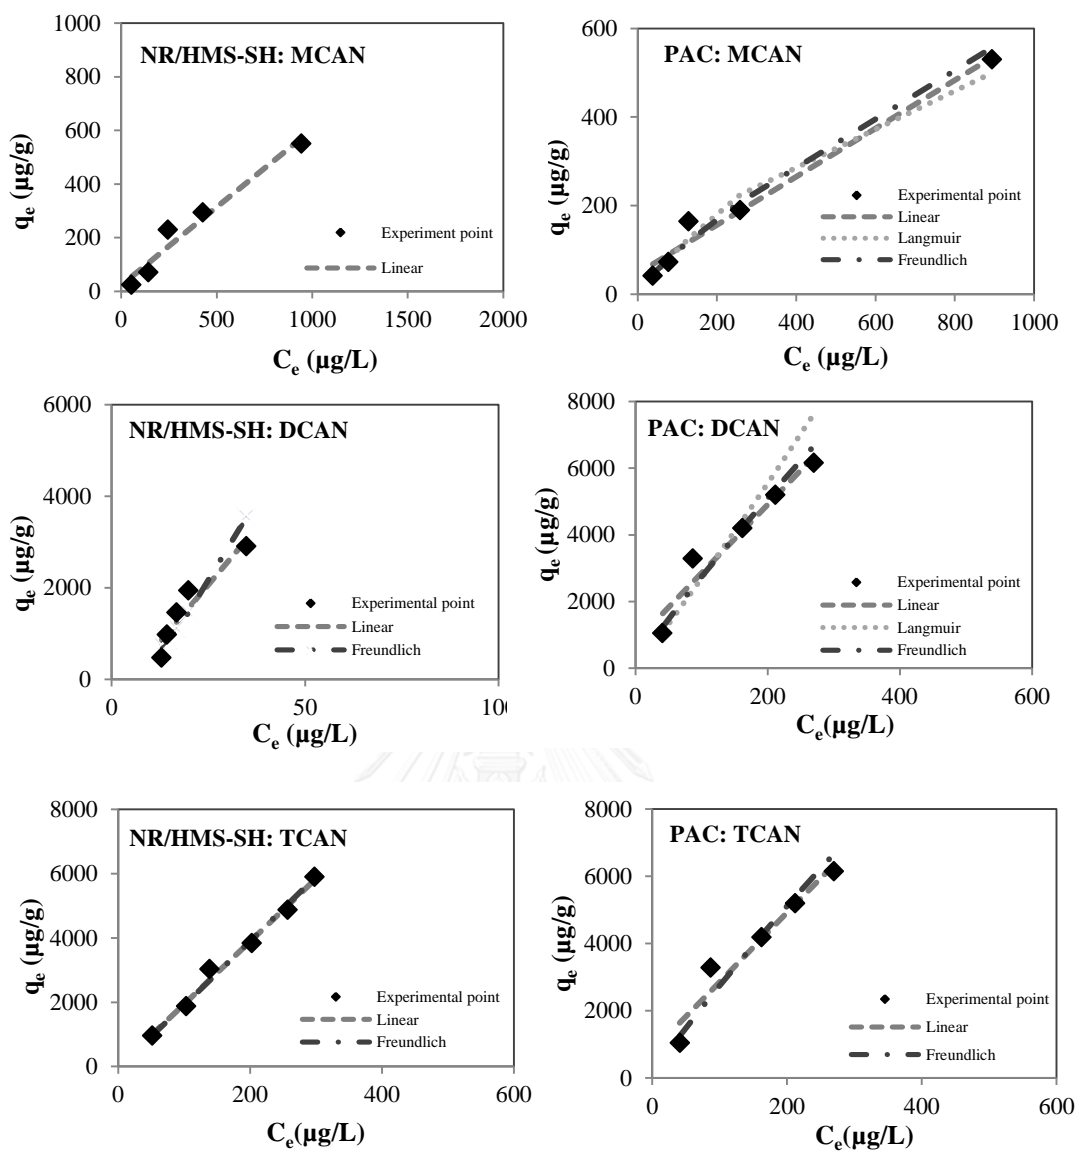 NR/HMS-SH: MCAN
1000
800
600
400
200
0
0 500 1000 1500 2000
qe (µg/g)
Ce (µg/L)
Experiment point
Linear
PAC: MCAN
600
400
200
0
0 200 400 600 800 1000
qe (µg/g)
Ce (µg/L)
Experimental point
Linear
Langmuir
Freundlich
NR/HMS-SH: DCAN
6000
4000
2000
0
0 50 10
qe (µg/g)
Ce (µg/L)
Experimental point
Linear
Freundlich
PAC: DCAN
8000
6000
4000
2000
0
0 200 400 600
qe (µg/g)
Ce(µg/L)
Experimental point
Linear
Langmuir
Freundlich
NR/HMS-SH: TCAN
8000
6000
4000
2000
0
0 200 400 600
qe (µg/g)
Ce(µg/L)
Experimental point
Linear
Freundlich
PAC: TCAN
8000
6000
4000
2000
0
0 200 400 600
qe (µg/g)
Ce(µg/L)
Experimental point
Linear
Freundlich